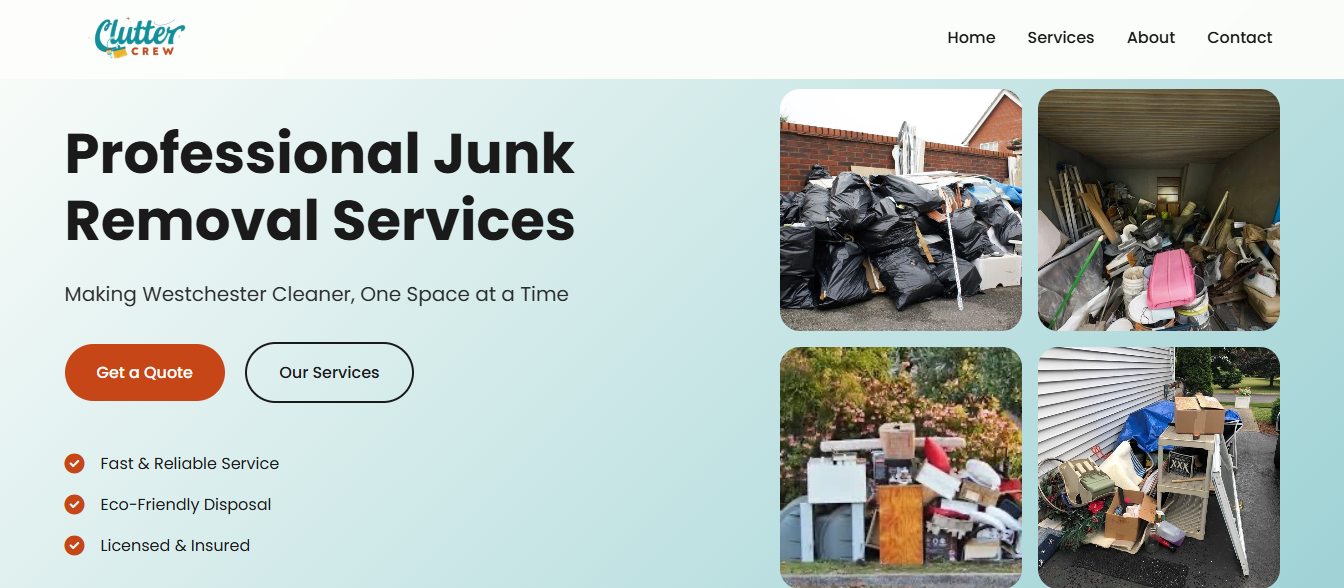 Clutter
CREW
Home Services About Contact
Professional Junk
Removal Services
Making Westchester Cleaner, One Space at a Time
Get a Quote Our Services
Fast & Reliable Service
Eco-Friendly Disposal
Licensed & Insured
XXX